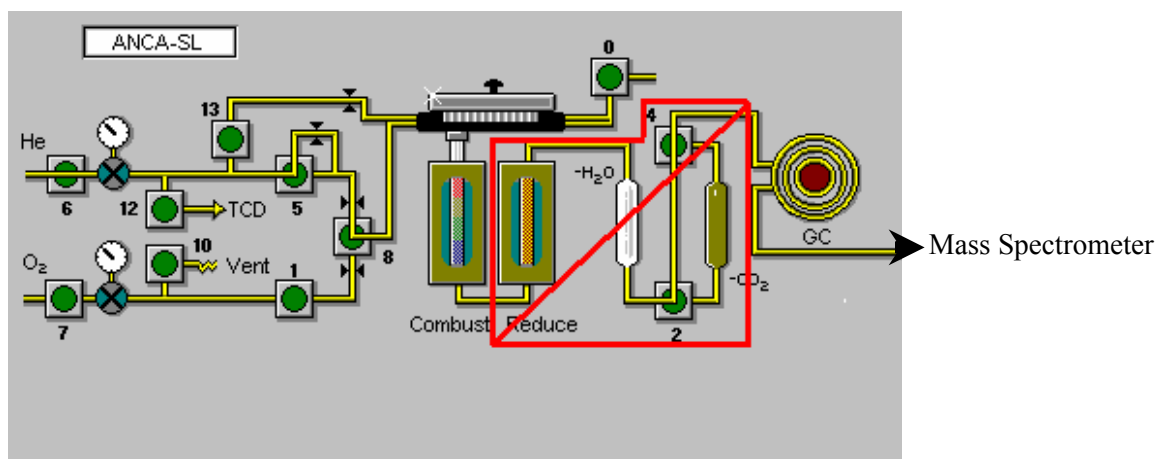 ANCA-SL
0
13
4
He
-H2O
6
12
TCD
5
GC
Mass Spectrometer
10
8
O2
Vent
1
-CO2
7
Combust
Reduce
2